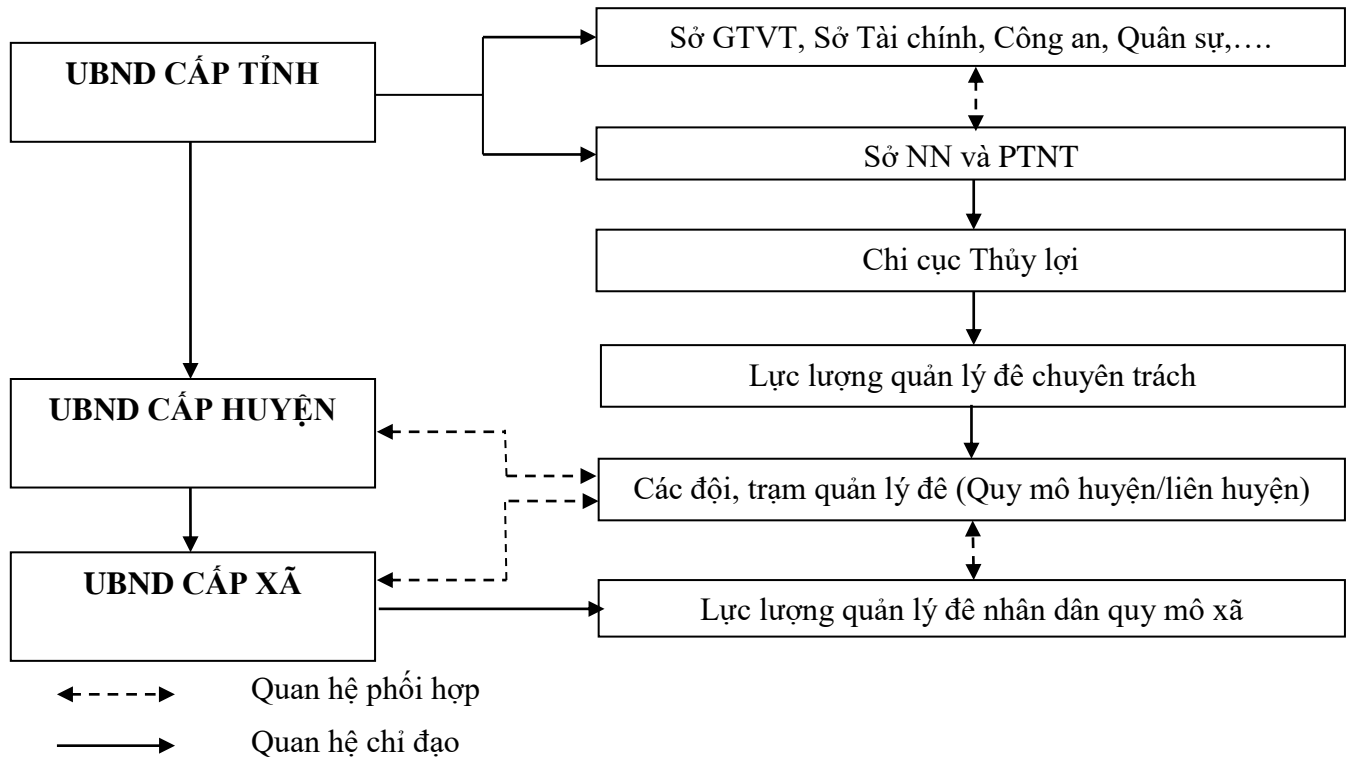 Sở GTVT, Sở Tài chính, Công an, Quân sự,….
UBND CẤP TỈNH
Sở NN và PTNT
Chi cục Thủy lợi
Lực lượng quản lý đê chuyên trách
UBND CẤP HUYỆN
Các đội, trạm quản lý đê (Quy mô huyện/liên huyện)
UBND CẤP XÃ
Lực lượng quản lý đê nhân dân quy mô xã
Quan hệ phối hợp
Quan hệ chỉ đạo